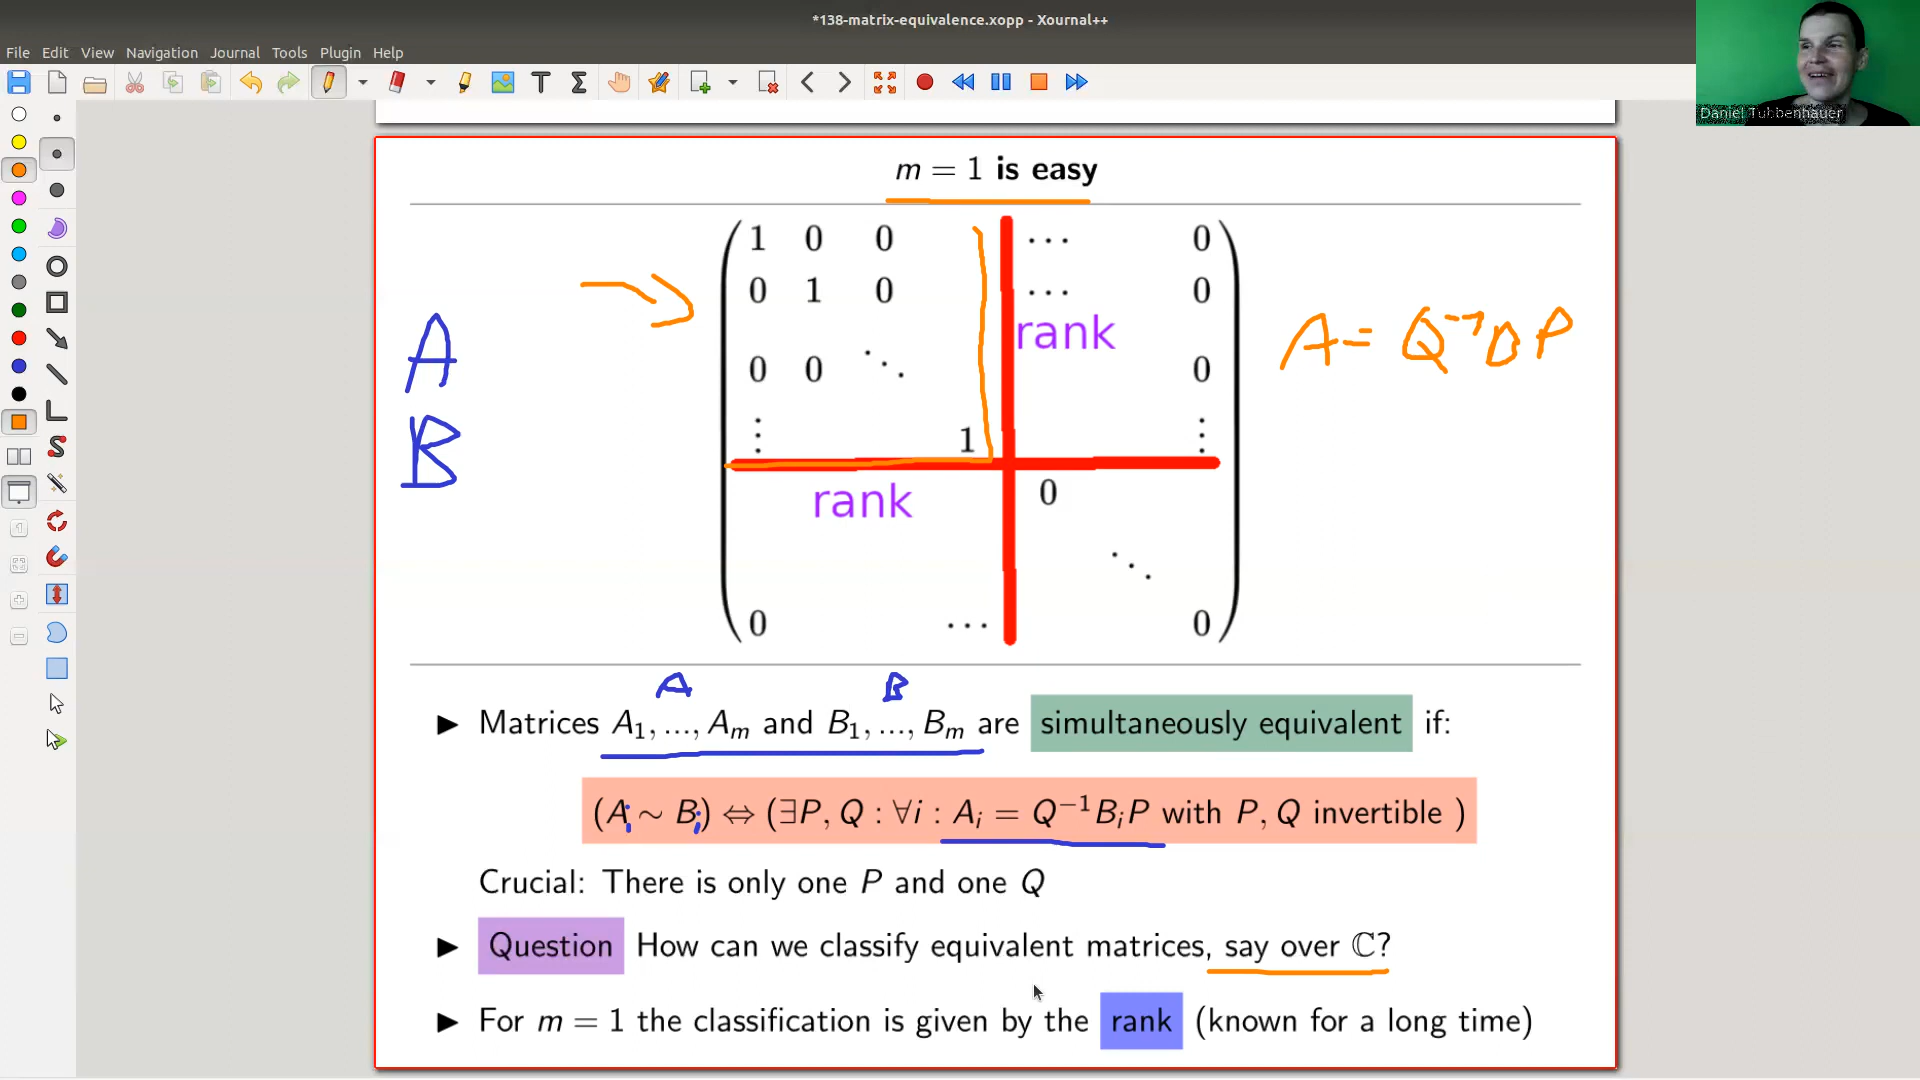 *138-matrix-equivalence.xopp - Xournal++
File Edit View Navigation Journal Tools Plugin Help
Daniel Tubbenhauer
m = 1 is easy
1 0 0 ⋯ 0
0 1 0 ⋯ 0
rank
0 0 ⋱ 0
⋮ 1 ⋮
rank
0
⋱
0 ⋯ 0
A
B
A = Q⁻¹DP
A B
▶ Matrices A₁, ..., Aₘ and B₁, ..., Bₘ are simultaneously equivalent if:
(Aᵢ ∼ Bᵢ) ⇔ (∃P, Q : ∀i : Aᵢ = Q⁻¹BᵢP with P, Q invertible )
Crucial: There is only one P and one Q
▶ Question How can we classify equivalent matrices, say over ℂ?
▶ For m = 1 the classification is given by the rank (known for a long time)